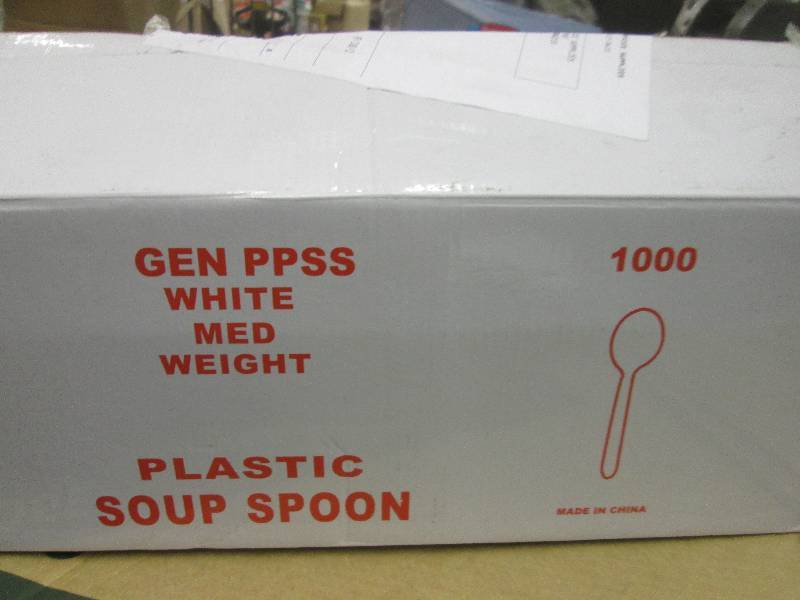 GEN PPSS
WHITE
MED
WEIGHT
PLASTIC
SOUP SPOON
1000
MADE IN CHINA